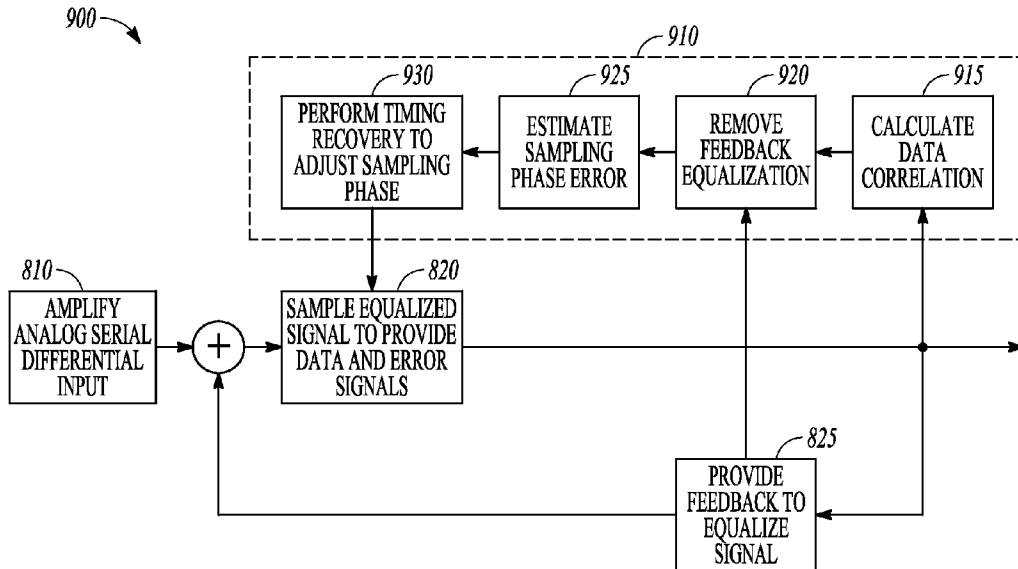 900
910
930
PERFORM TIMING
RECOVERY TO
ADJUST SAMPLING
PHASE
925
ESTIMATE
SAMPLING
PHASE ERROR
920
REMOVE
FEEDBACK
EQUALIZATION
915
CALCULATE
DATA
CORRELATION
810
AMPLIFY
ANALOG SERIAL
DIFFERENTIAL
INPUT
+
820
SAMPLE EQUALIZED
SIGNAL TO PROVIDE
DATA AND ERROR
SIGNALS
825
PROVIDE
FEEDBACK TO
EQUALIZE
SIGNAL